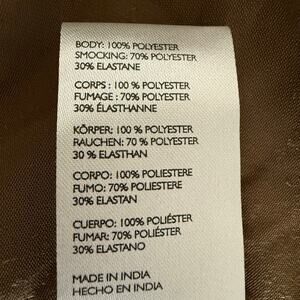 BODY: 100% POLYESTER
SMOCKING: 70% POLYESTER
30% ELASTANE
CORPS : 100 % POLYESTER
FUMAGE : 70% POLYESTER
30% ÉLASTHANNE
KÖRPER: 100 % POLYESTER
RAUCHEN: 70 % POLYESTER
30 % ELASTHAN
CORPO: 100% POLIESTERE
FUMO: 70% POLIESTERE
30% ELASTAN
CUERPO: 100% POLIÉSTER
FUMAR: 70% POLIÉSTER
30% ELASTANO
MADE IN INDIA
HECHO EN INDIA